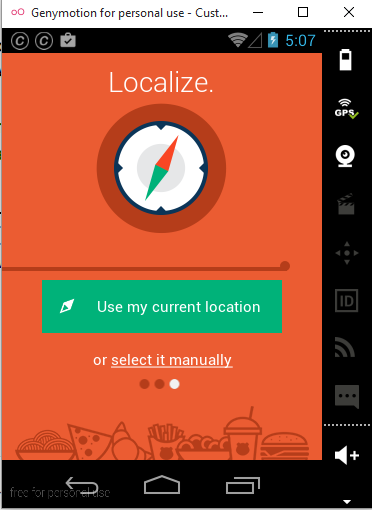 Genymotion for personal use - Cust...
C C 5:07
Localize.
GPS
Use my current location
ID
or select it manually
free for personal use